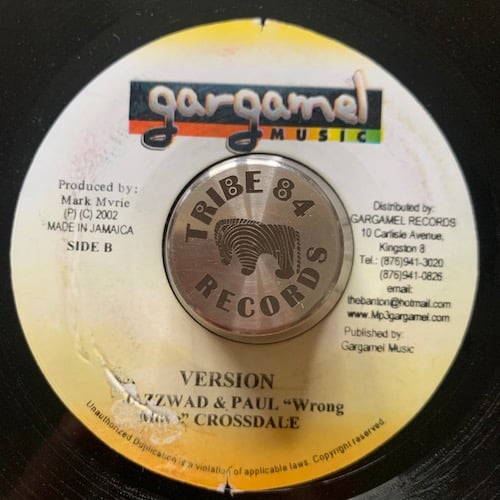 gargamel
MUSIC
Produced by:
Mark Mvrie
(P) (C) 2002
MADE IN JAMAICA
SIDE B
TRIBE 84
RECORDS
Distributed by:
GARGAMEL RECORDS
10 Carlisle Avenue,
Kingston 8
Tel.: (876)941-3020
(876)941-0826
email:
thebanton@hotmail.com
www.Mp3gargamel.com
Published by:
Gargamel Music
VERSION
& PAUL "Wrong
CROSSDALE
Unauthorized Duplication is a violation of applicable laws. Copyright reserved.